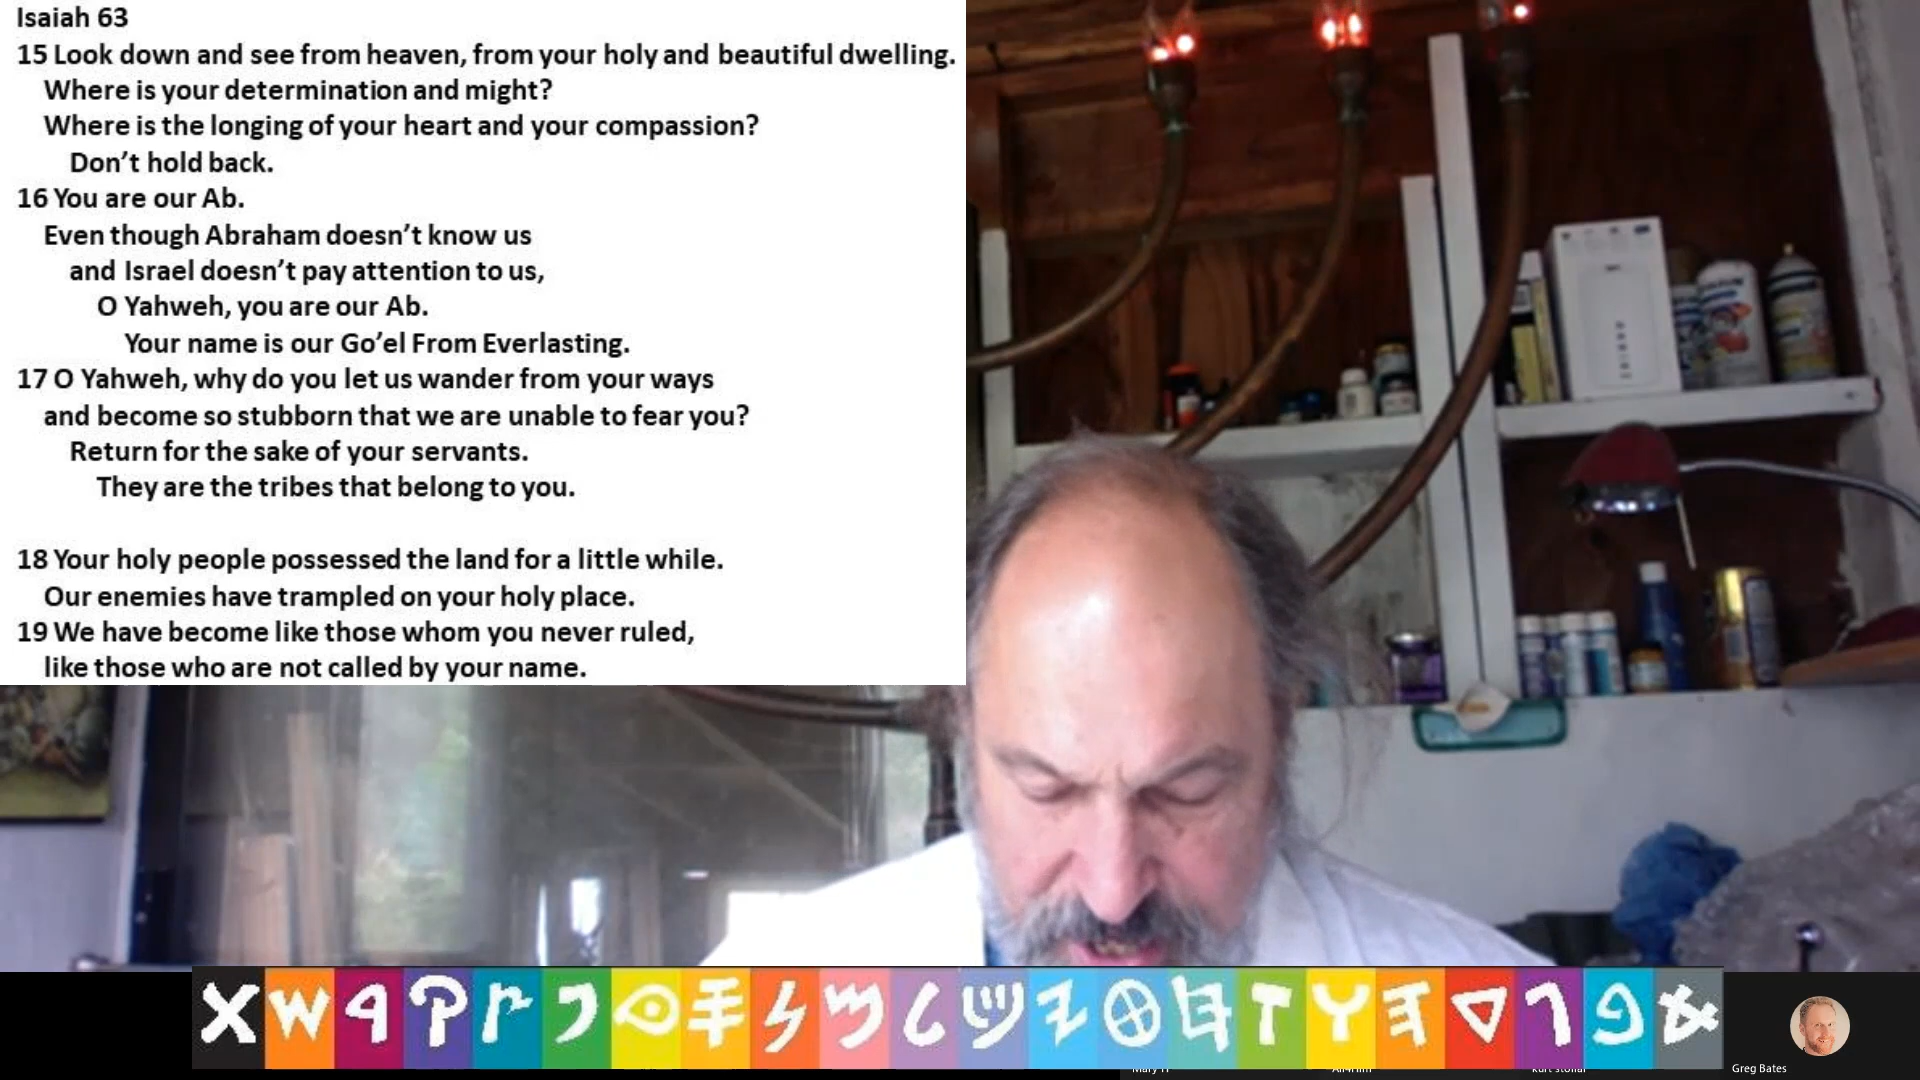 Isaiah 63
15 Look down and see from heaven, from your holy and beautiful dwelling.
Where is your determination and might?
Where is the longing of your heart and your compassion?
Don’t hold back.
16 You are our Ab.
Even though Abraham doesn’t know us
and Israel doesn’t pay attention to us,
O Yahweh, you are our Ab.
Your name is our Go’el From Everlasting.
17 O Yahweh, why do you let us wander from your ways
and become so stubborn that we are unable to fear you?
Return for the sake of your servants.
They are the tribes that belong to you.
18 Your holy people possessed the land for a little while.
Our enemies have trampled on your holy place.
19 We have become like those whom you never ruled,
like those who are not called by your name.
Greg Bates